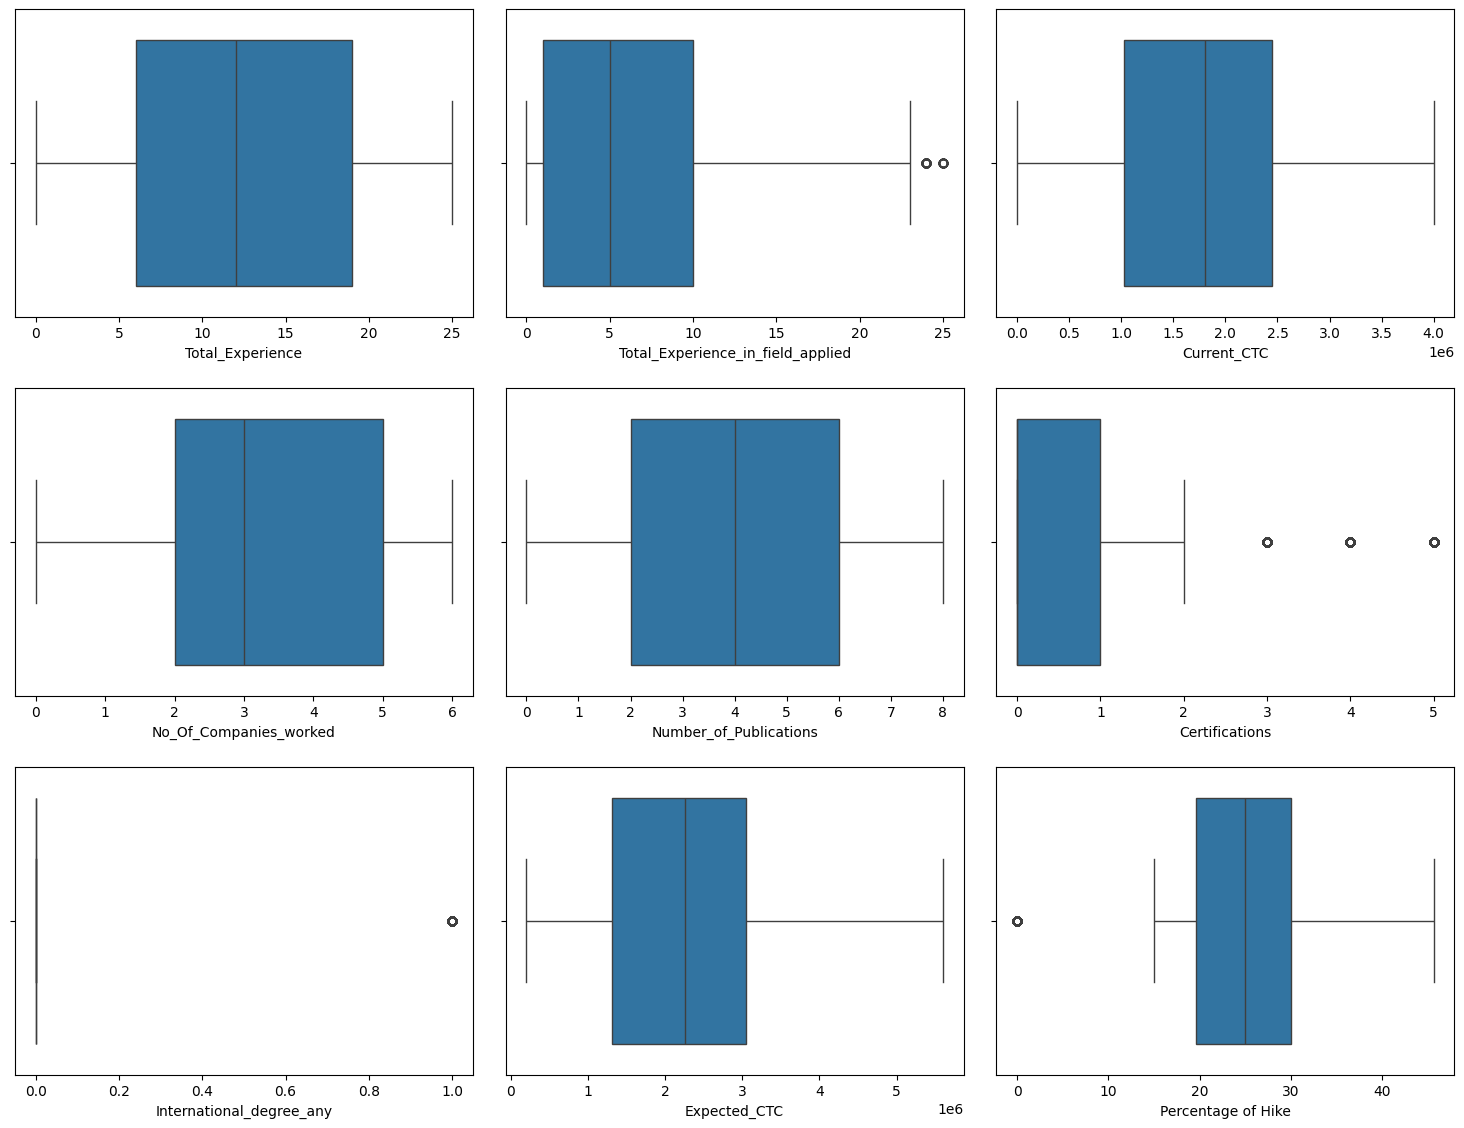 0 5 10 15 20 25
Total_Experience
0 5 10 15 20 25
Total_Experience_in_field_applied
0.0 0.5 1.0 1.5 2.0 2.5 3.0 3.5 4.0
1e6
Current_CTC
0 1 2 3 4 5 6
No_Of_Companies_worked
0 1 2 3 4 5 6 7 8
Number_of_Publications
0 1 2 3 4 5
Certifications
0.0 0.2 0.4 0.6 0.8 1.0
International_degree_any
0 1 2 3 4 5
1e6
Expected_CTC
0 10 20 30 40
Percentage of Hike